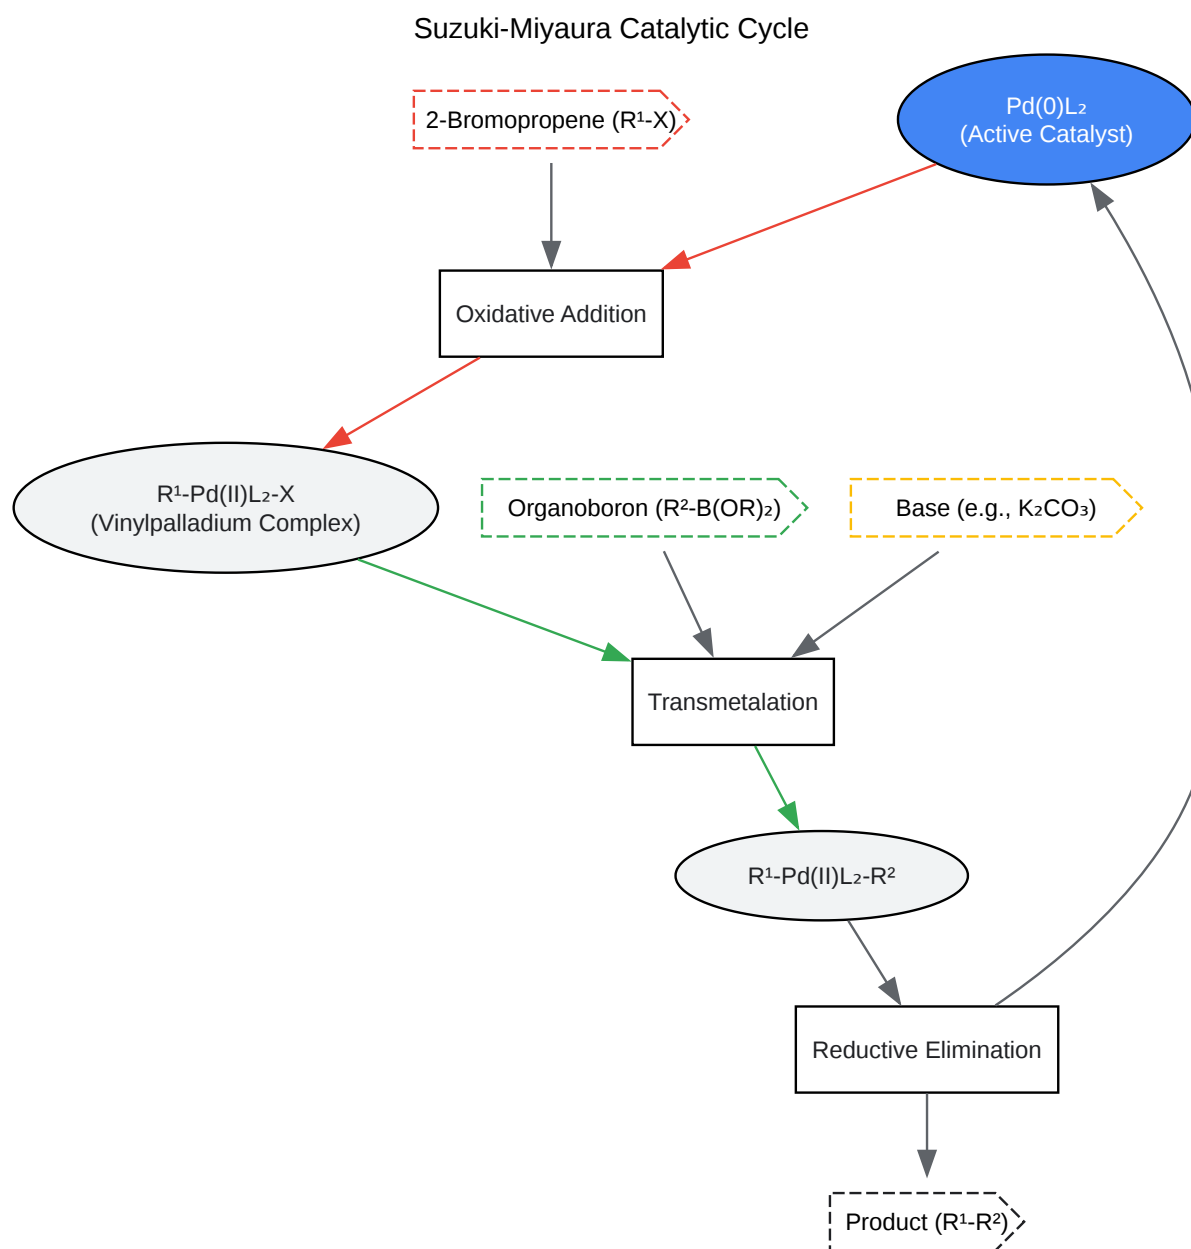 Suzuki-Miyaura Catalytic Cycle
2-Bromopropene (R¹-X)
Pd(0)L₂
(Active Catalyst)
Oxidative Addition
R¹-Pd(II)L₂-X
(Vinylpalladium Complex)
Organoboron (R²-B(OR)₂)
Base (e.g., K₂CO₃)
Transmetalation
R¹-Pd(II)L₂-R²
Reductive Elimination
Product (R¹-R²)